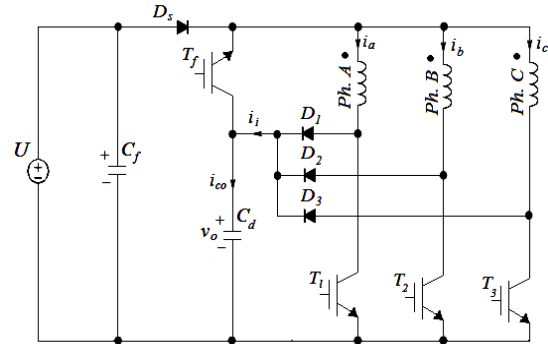 D_s
T_f
i_a
i_b
i_c
Ph. A
Ph. B
Ph. C
i_i
D_1
D_2
D_3
U
+
−
+
C_f
−
i_co
v_o
+
C_d
−
T_1
T_2
T_3